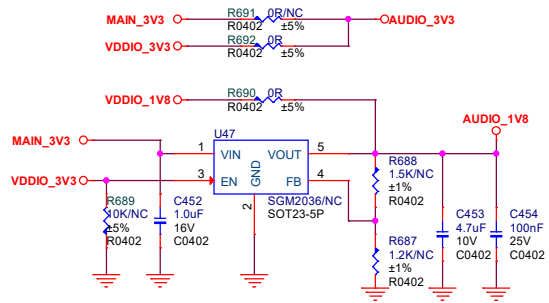 MAIN_3V3
R691 0R/NC
R0402 ±5%
AUDIO_3V3
VDDIO_3V3
R692 0R
R0402 ±5%
VDDIO_1V8
R690 0R
R0402 ±5%
AUDIO_1V8
MAIN_3V3
U47
1 VIN VOUT 5
VDDIO_3V3
3 EN FB 4
GND
2
SGM2036/NC
SOT23-5P
R688
1.5K/NC
±1%
R0402
R689
10K/NC
±5%
R0402
C452
1.0uF
16V
C0402
R687
1.2K/NC
±1%
R0402
C453
4.7uF
10V
C0402
C454
100nF
25V
C0402